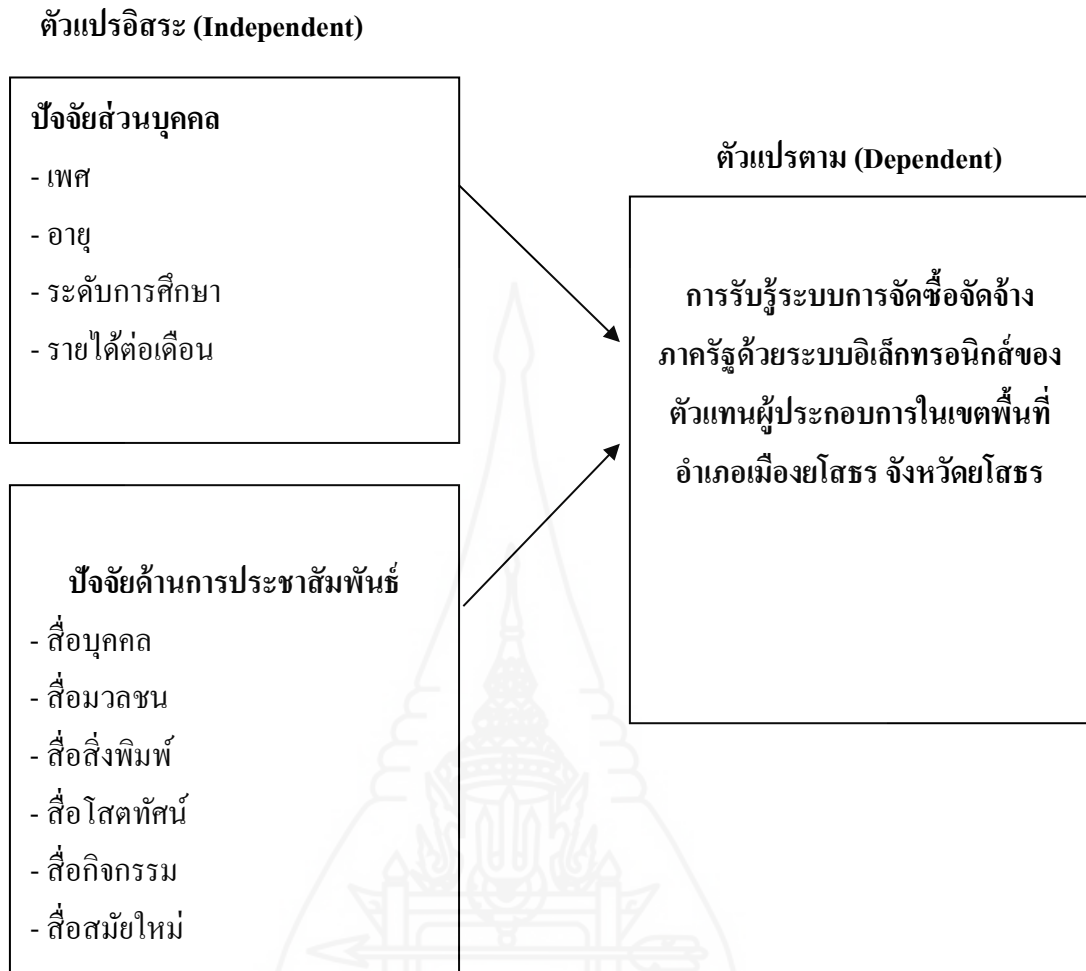 ตัวแปรอิสระ (Independent)
ปัจจัยส่วนบุคคล
- เพศ
- อายุ
- ระดับการศึกษา
- รายได้ต่อเดือน
ปัจจัยด้านการประชาสัมพันธ์
- สื่อบุคคล
- สื่อมวลชน
- สื่อสิ่งพิมพ์
- สื่อโสตทัศน์
- สื่อกิจกรรม
- สื่อสมัยใหม่
ตัวแปรตาม (Dependent)
การรับรู้ระบบการจัดซื้อจัดจ้าง
ภาครัฐด้วยระบบอิเล็กทรอนิกส์ของ
ตัวแทนผู้ประกอบการในเขตพื้นที่
อำเภอเมืองยโสธร จังหวัดยโสธร